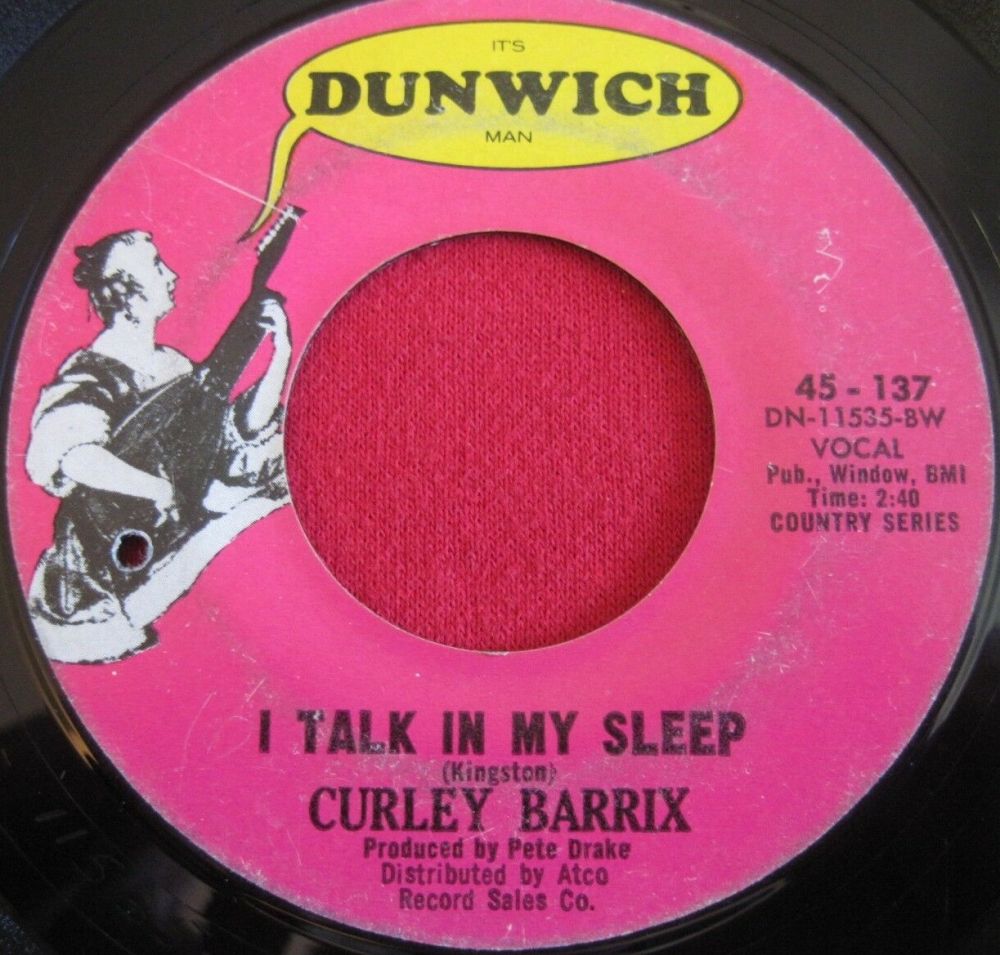 IT'S
DUNWICH
MAN
45 - 137
DN-11535-BW
VOCAL
Pub., Window, BMI
Time: 2:40
COUNTRY SERIES
I TALK IN MY SLEEP
(Kingston)
CURLEY BARRIX
Produced by Pete Drake
Distributed by Atco
Record Sales Co.